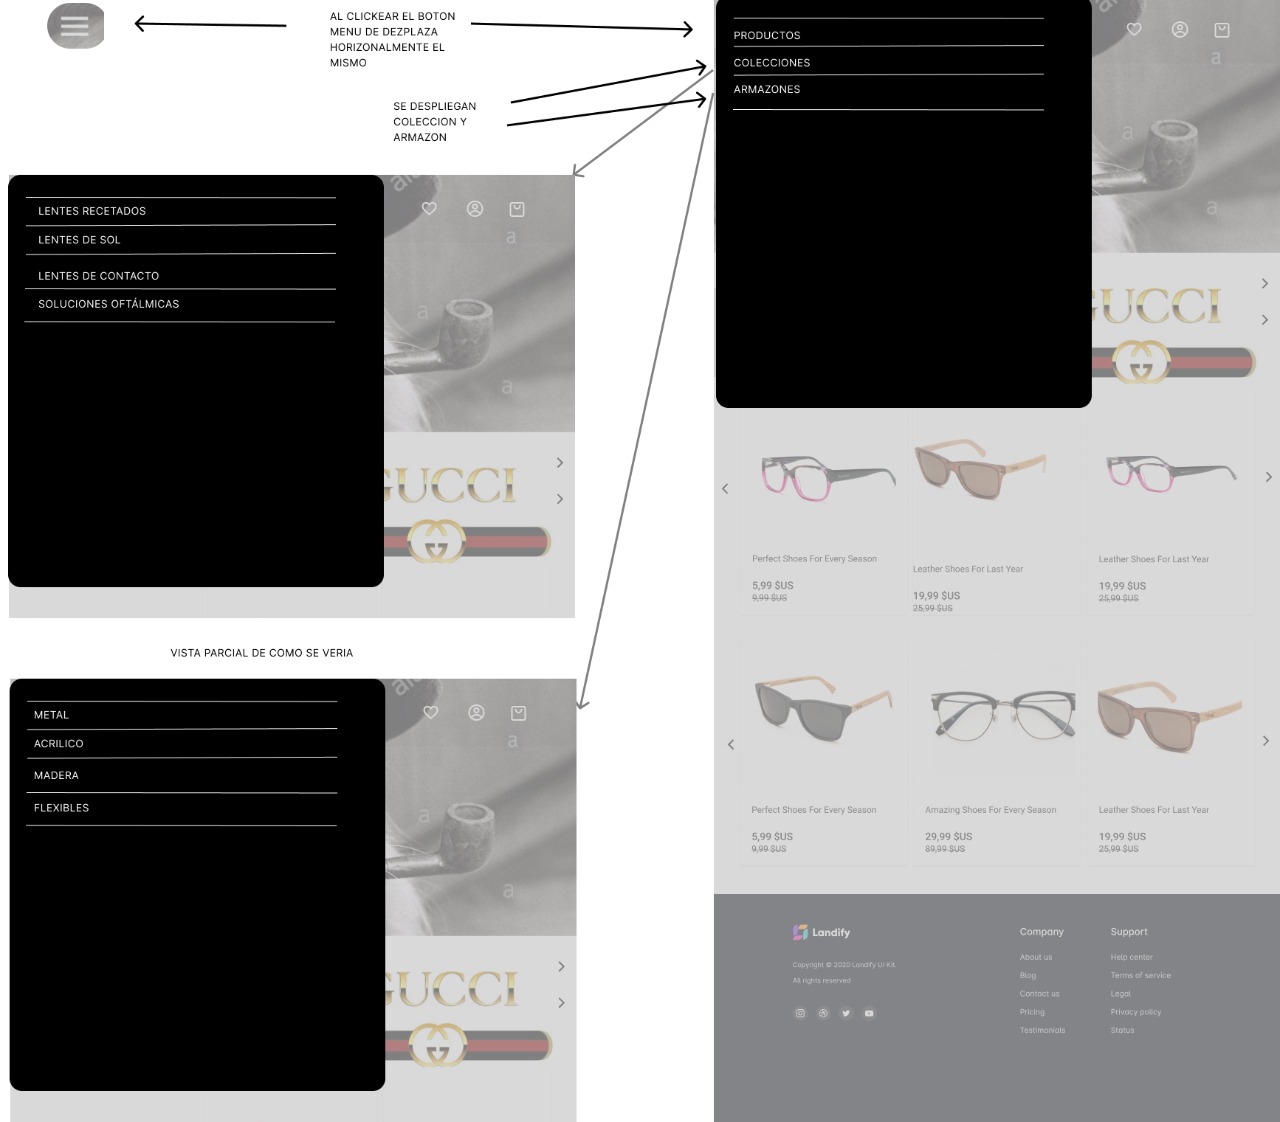 AL CLICKEAR EL BOTON
MENU DE DEZPLAZA
HORIZONALMENTE EL
MISMO
SE DESPLIEGAN
COLECCION Y
ARMAZON
PRODUCTOS
COLECCIONES
ARMAZONES
a
a
a
LENTES RECETADOS
LENTES DE SOL
LENTES DE CONTACTO
SOLUCIONES OFTÁLMICAS
a
a
a
GUCCI
GUCCI
Perfect Shoes For Every Season
5,99 $US
9,99 $US
Leather Shoes For Last Year
19,99 $US
25,99 $US
Leather Shoes For Last Year
19,99 $US
25,99 $US
VISTA PARCIAL DE COMO SE VERIA
METAL
ACRILICO
MADERA
FLEXIBLES
a
a
a
GUCCI
Perfect Shoes For Every Season
5,99 $US
9,99 $US
Amazing Shoes For Every Season
29,99 $US
89,99 $US
Leather Shoes For Last Year
19,99 $US
25,99 $US
Landify
Copyright © 2020 Landify UI Kit.
All rights reserved
Company
About us
Blog
Contact us
Pricing
Testimonials
Support
Help center
Terms of service
Legal
Privacy policy
Status